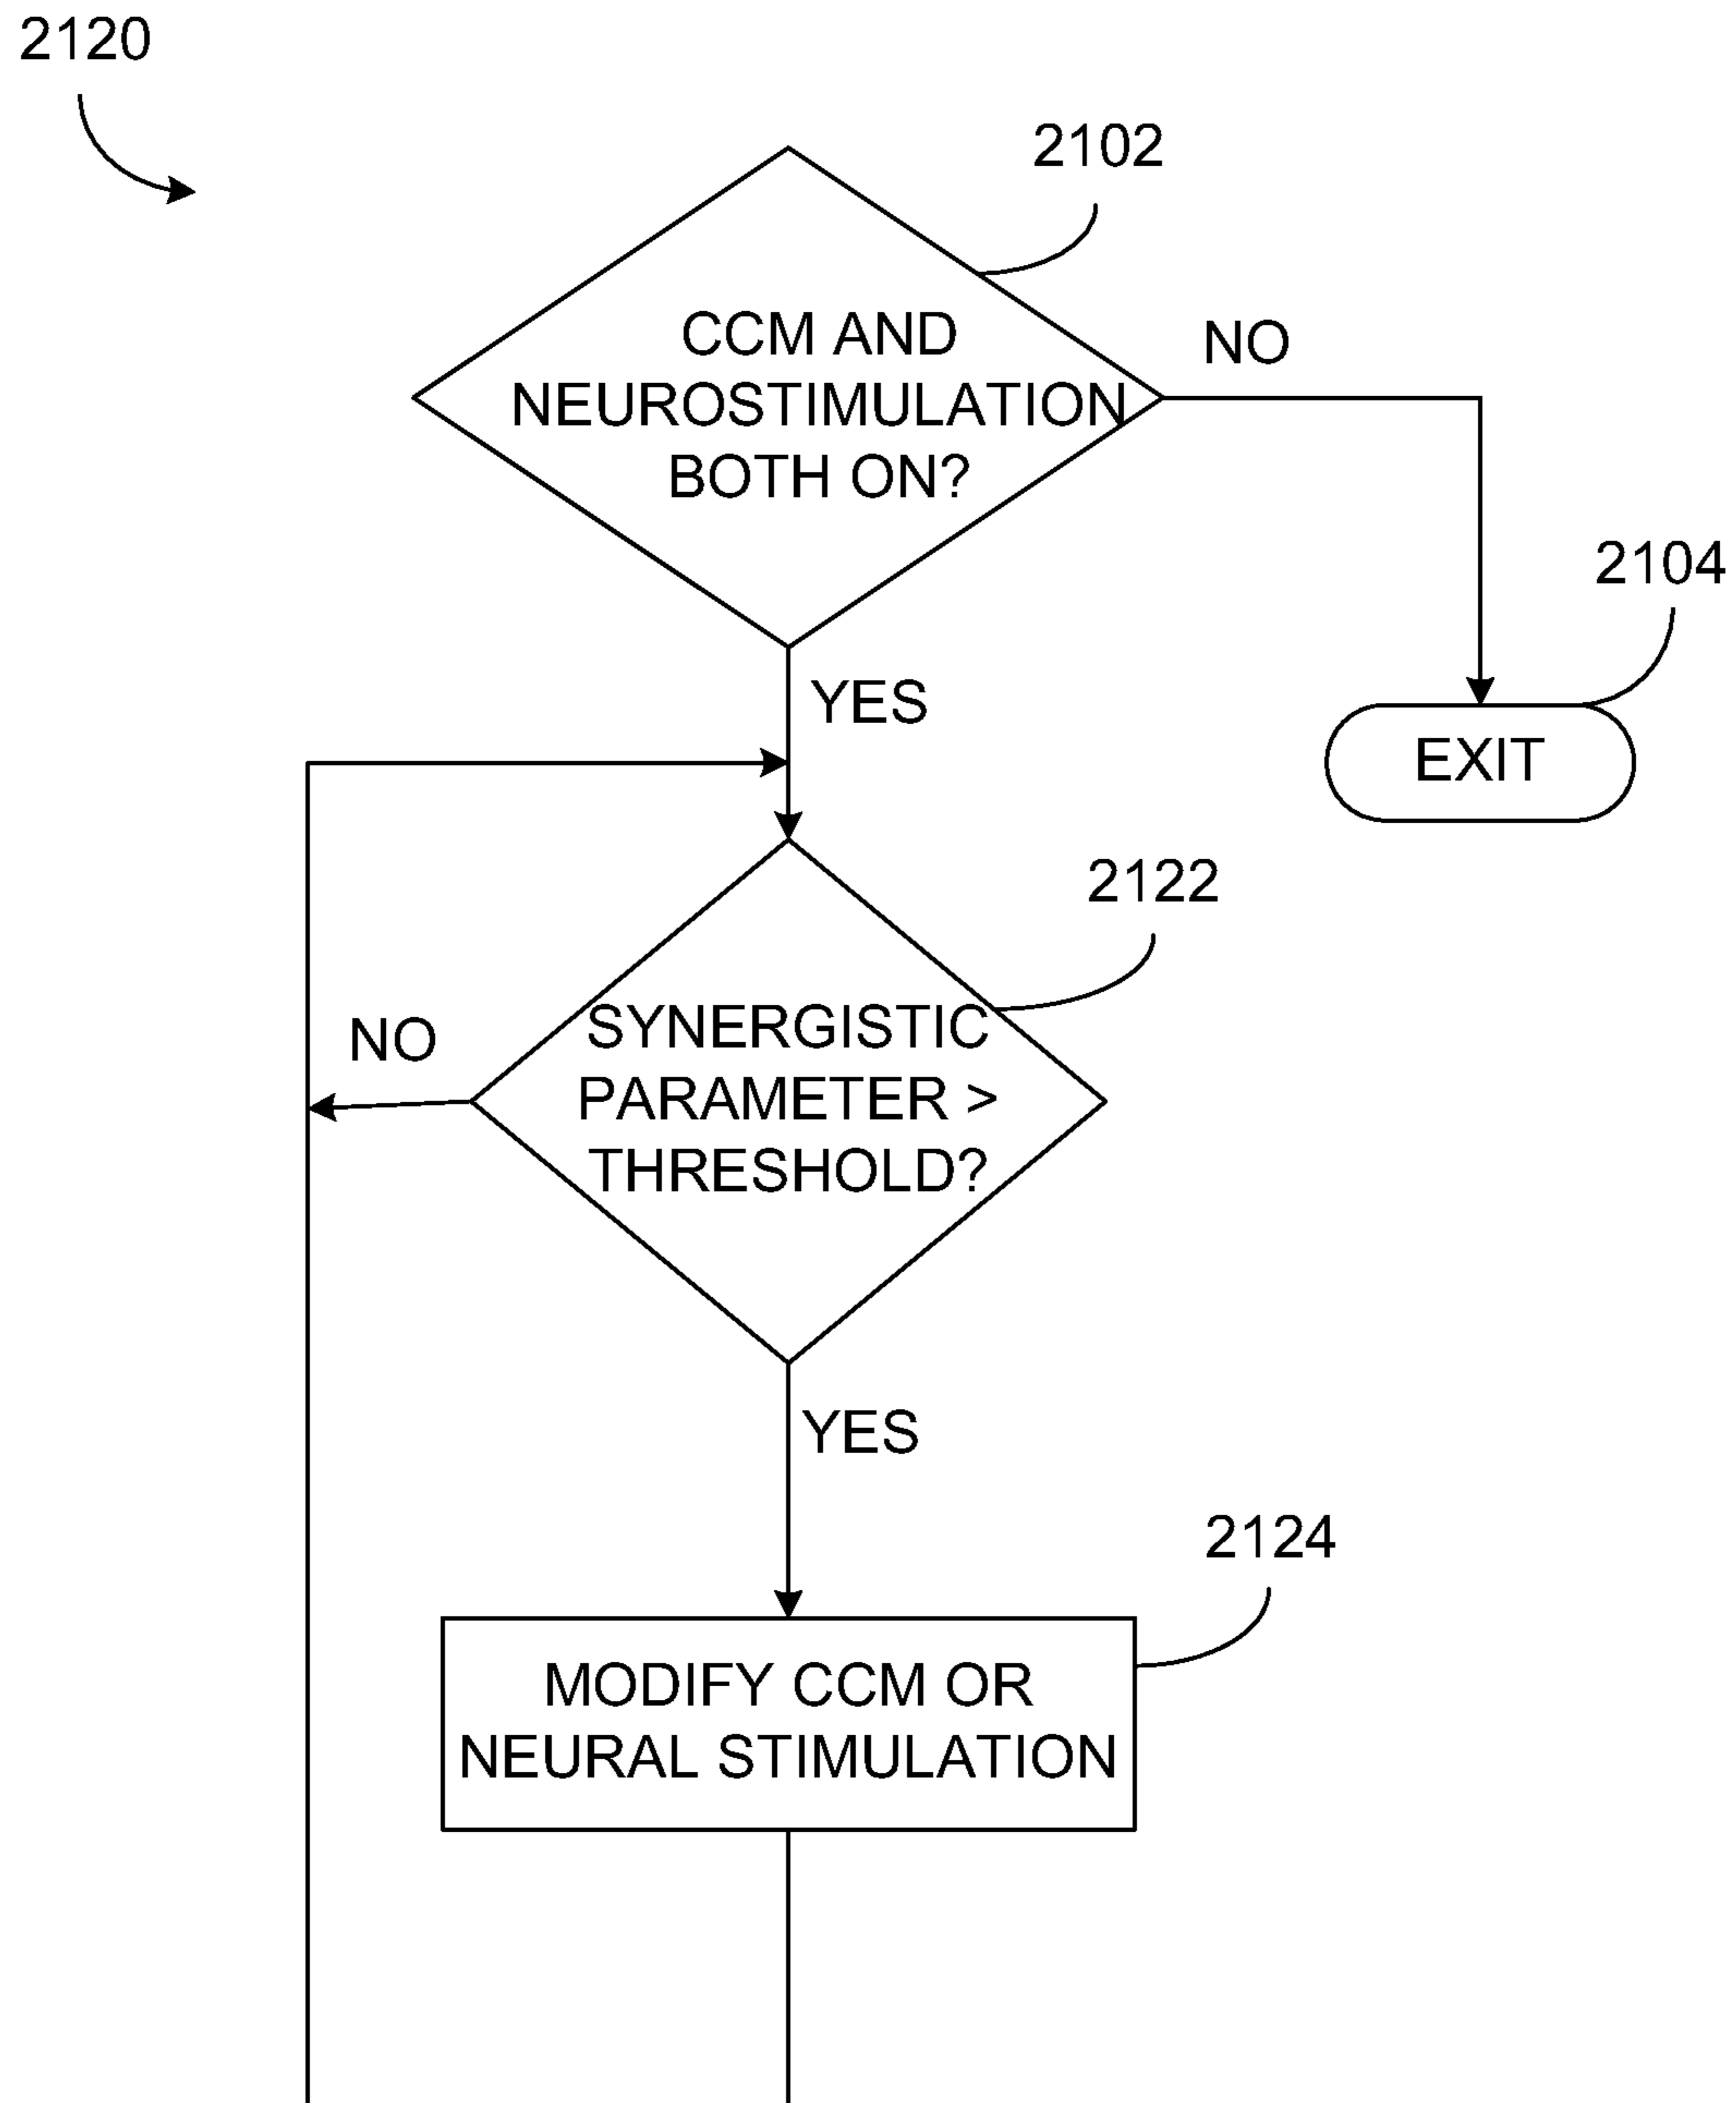 2120
2102
CCM AND
NEUROSTIMULATION
BOTH ON?
NO
YES
2104
EXIT
2122
SYNERGISTIC
PARAMETER >
THRESHOLD?
NO
YES
2124
MODIFY CCM OR
NEURAL STIMULATION